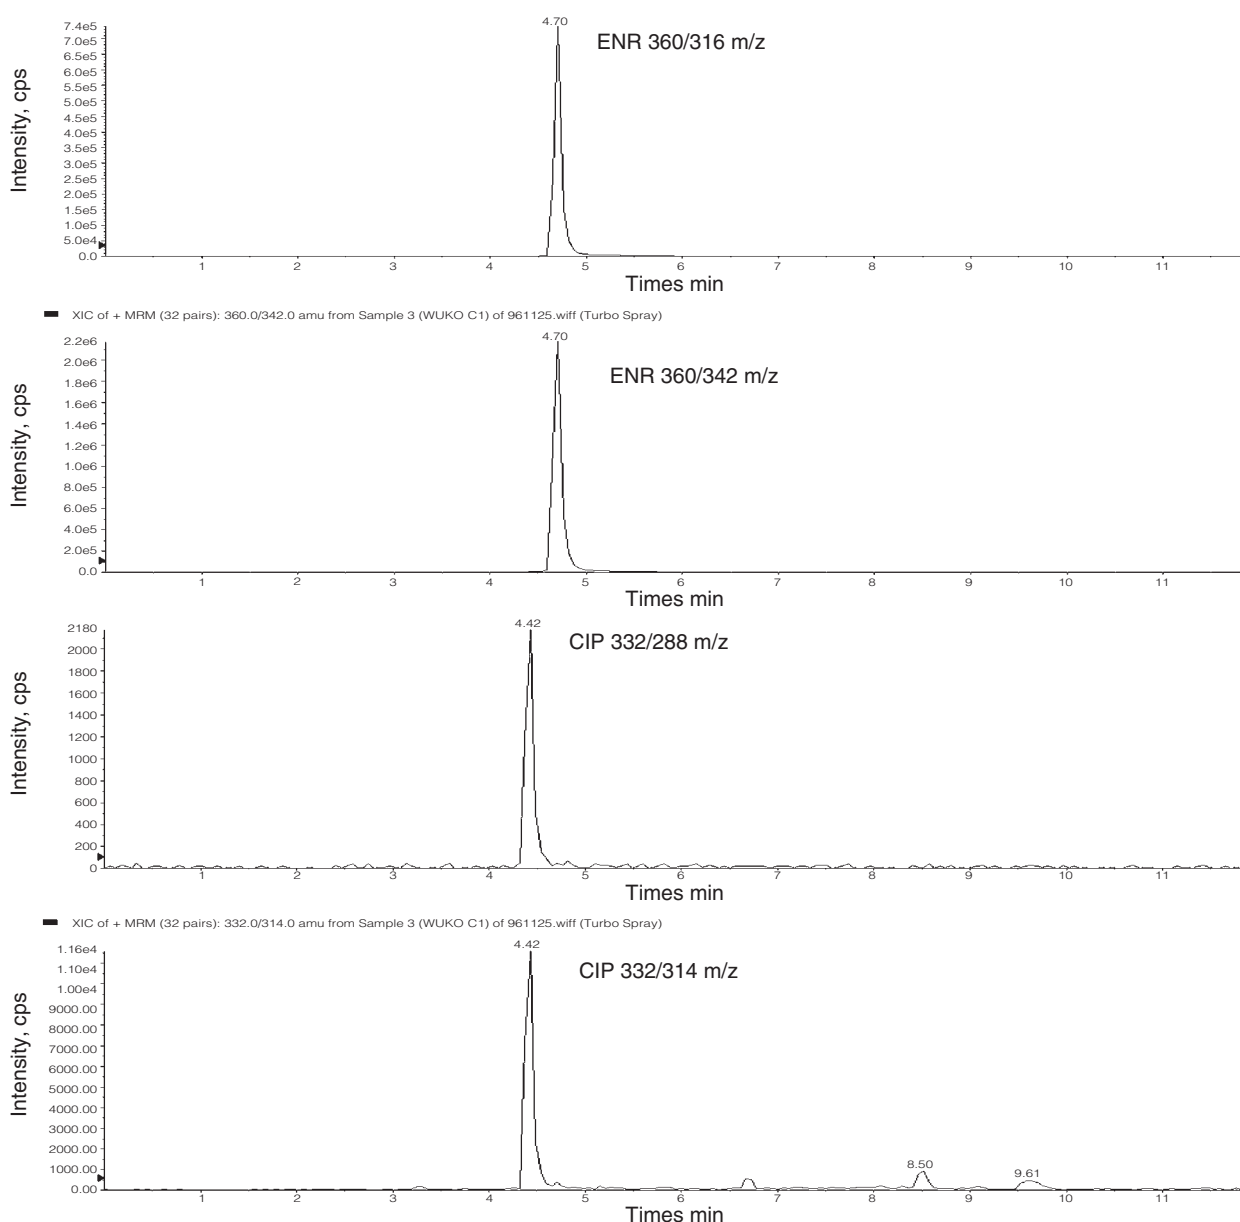 4.70
ENR 360/316 m/z
Intensity, cps
7.4e5
7.0e5
6.5e5
6.0e5
5.5e5
5.0e5
4.5e5
4.0e5
3.5e5
3.0e5
2.5e5
2.0e5
1.5e5
1.0e5
5.0e4
0.0
1 2 3 4 5 6 7 8 9 10 11
Times min
XIC of + MRM (32 pairs): 360.0/342.0 amu from Sample 3 (WUKO C1) of 961125.wiff (Turbo Spray)
4.70
ENR 360/342 m/z
Intensity, cps
2.2e6
2.0e6
1.8e6
1.6e6
1.4e6
1.2e6
1.0e6
8.0e5
6.0e5
4.0e5
2.0e5
0.0
1 2 3 4 5 6 7 8 9 10 11
Times min
4.42
CIP 332/288 m/z
Intensity, cps
2180
2000
1800
1600
1400
1200
1000
800
600
400
200
0
1 2 3 4 5 6 7 8 9 10 11
Times min
XIC of + MRM (32 pairs): 332.0/314.0 amu from Sample 3 (WUKO C1) of 961125.wiff (Turbo Spray)
4.42
CIP 332/314 m/z
Intensity, cps
1.16e4
1.10e4
1.00e4
9000.00
8000.00
7000.00
6000.00
5000.00
4000.00
3000.00
2000.00
1000.00
0.00
8.50
9.61
1 2 3 4 5 6 7 8 9 10 11
Times min